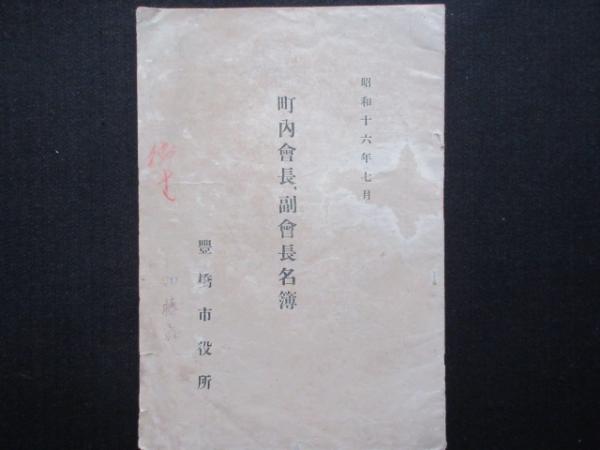 昭和十六年七月
町內會長、副會長名簿
豐橋市役所